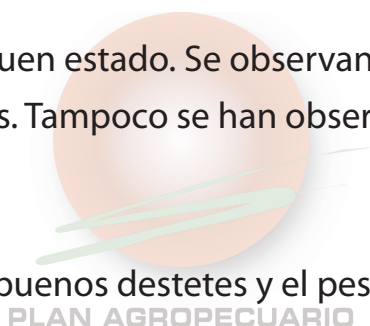 uen estado. Se observan
s. Tampoco se han obser
buenos destetes y el pes
PLAN AGROPECUARIO